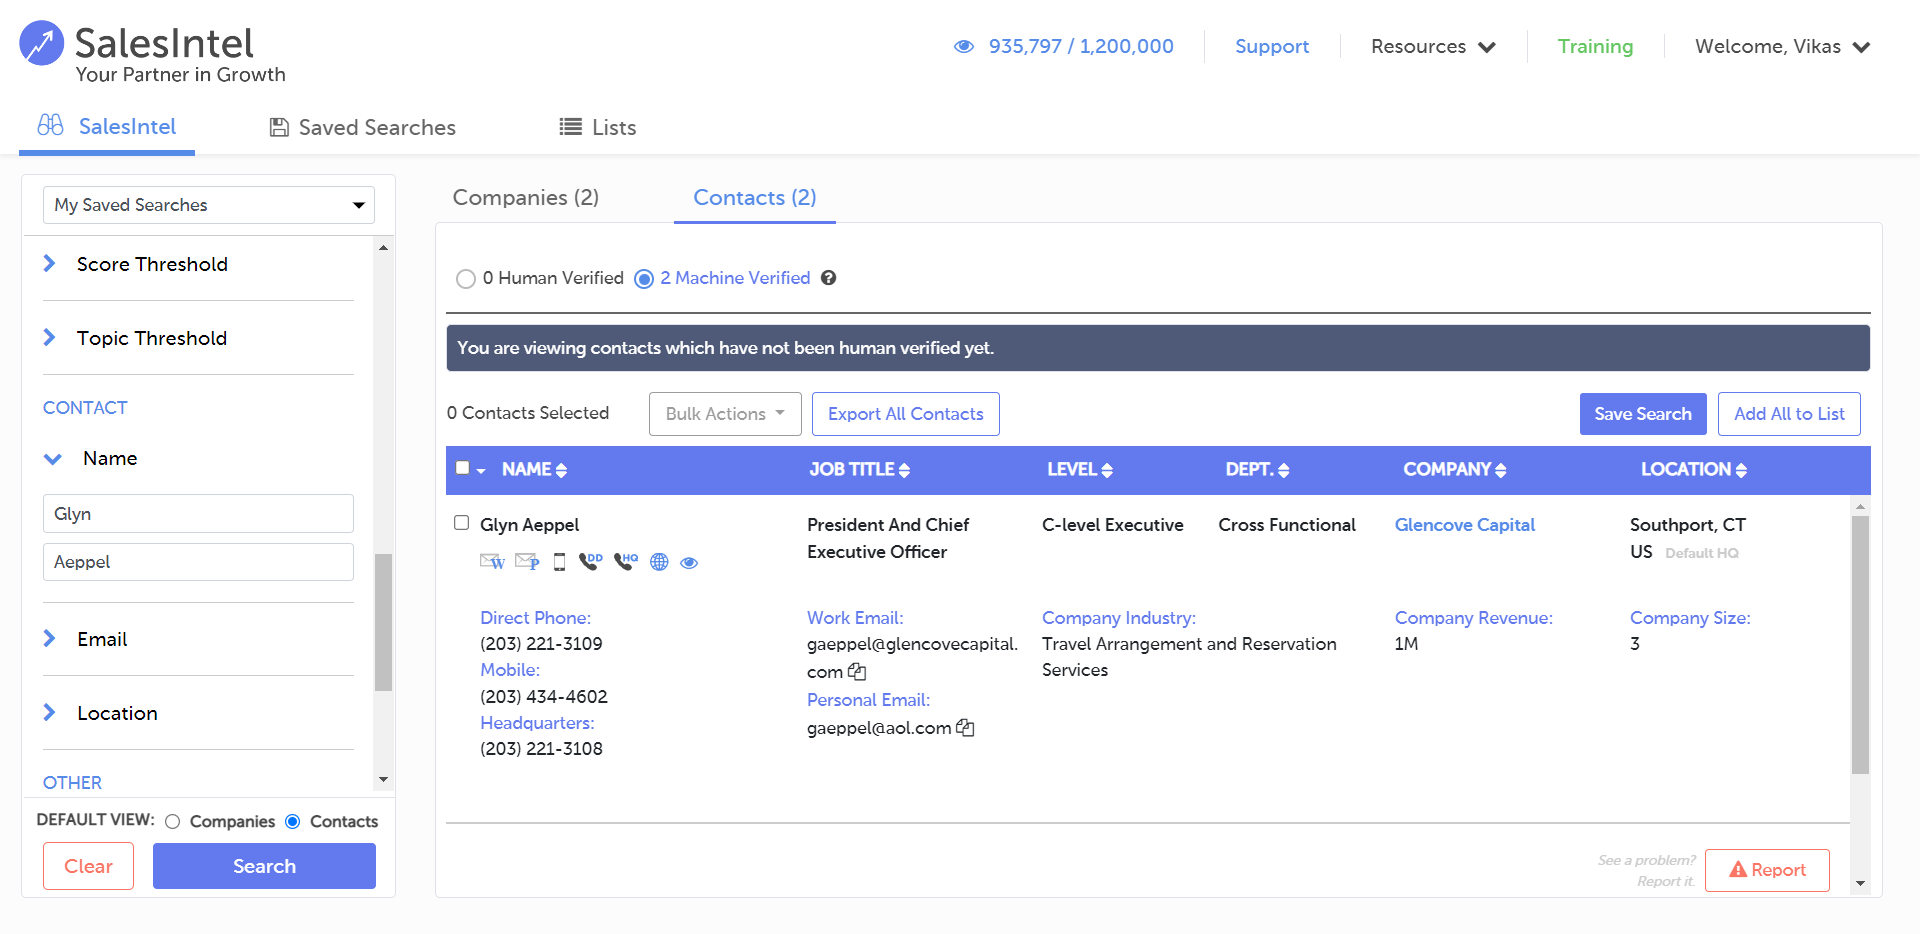 SalesIntel
Your Partner in Growth
935,797 / 1,200,000
Support
Resources
Training
Welcome, Vikas
SalesIntel
Saved Searches
Lists
My Saved Searches
Score Threshold
Topic Threshold
CONTACT
Name
Glyn
Aeppel
Email
Location
OTHER
DEFAULT VIEW: Companies Contacts
Clear
Search
Companies (2)
Contacts (2)
0 Human Verified 2 Machine Verified ?
You are viewing contacts which have not been human verified yet.
0 Contacts Selected
Bulk Actions
Export All Contacts
Save Search
Add All to List
NAME JOB TITLE LEVEL DEPT. COMPANY LOCATION
Glyn Aeppel
W P DD HQ
President And Chief
Executive Officer
C-level Executive
Cross Functional
Glencove Capital
Southport, CT
US Default HQ
Direct Phone:
(203) 221-3109
Mobile:
(203) 434-4602
Headquarters:
(203) 221-3108
Work Email:
gaeppel@glencovecapital.
com
Personal Email:
gaeppel@aol.com
Company Industry:
Travel Arrangement and Reservation
Services
Company Revenue:
1M
Company Size:
3
See a problem?
Report it.
Report